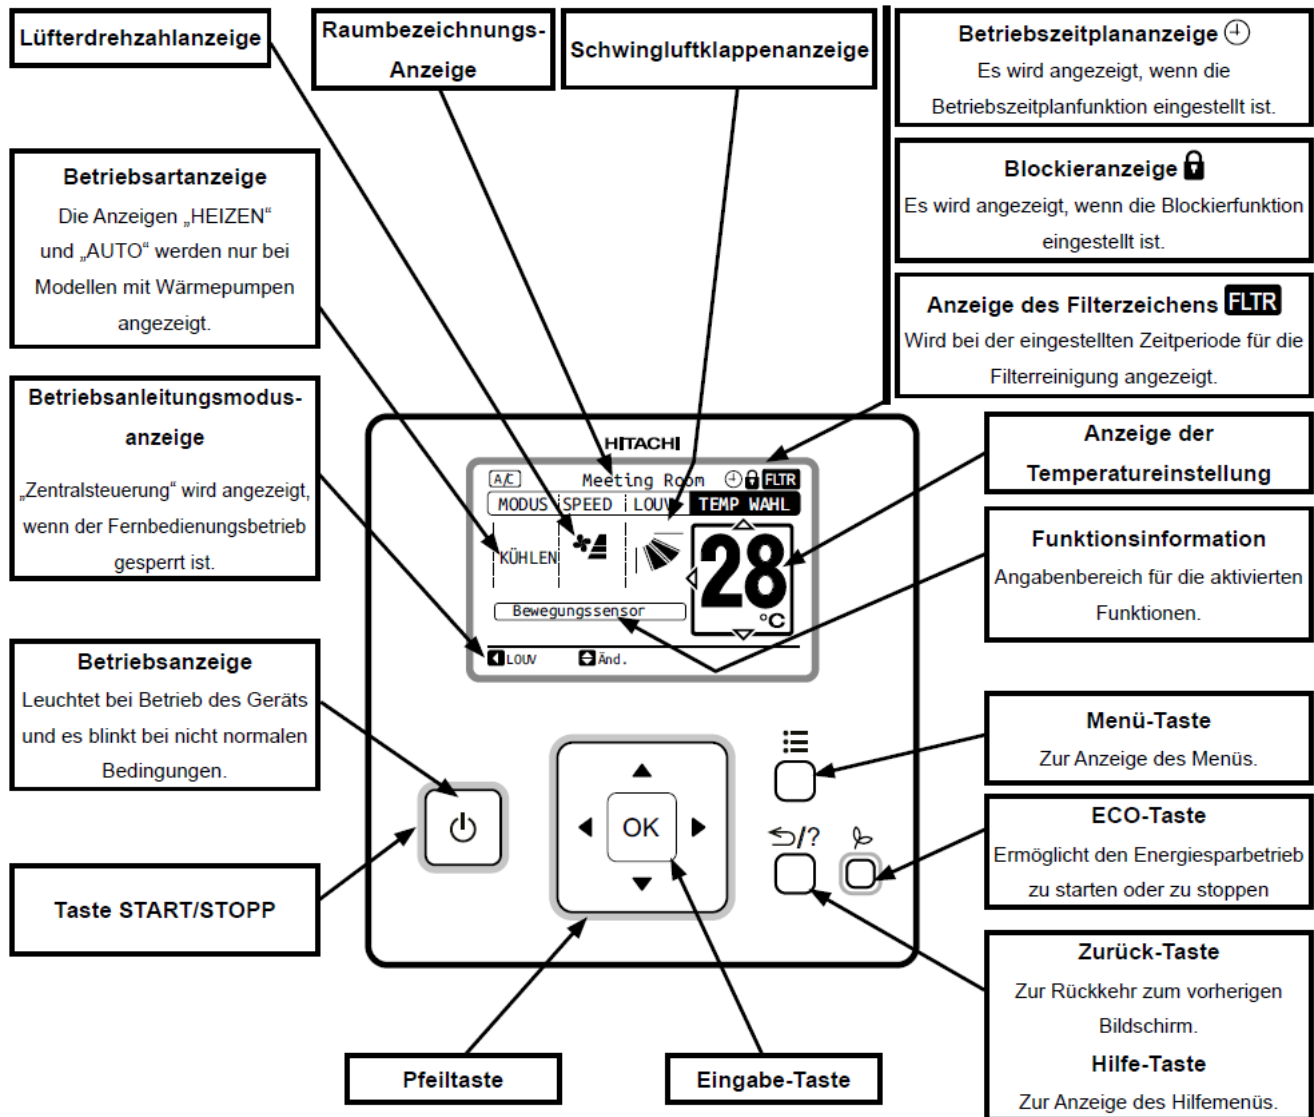 Lüfterdrehzahlanzeige
Raumbezeichnungs-
Anzeige
Schwingluftklappenanzeige
Betriebszeitplananzeige
Es wird angezeigt, wenn die
Betriebszeitplanfunktion eingestellt ist.
Blockieranzeige
Es wird angezeigt, wenn die Blockierfunktion
eingestellt ist.
Anzeige des Filterzeichens FLTR
Wird bei der eingestellten Zeitperiode für die
Filterreinigung angezeigt.
Betriebsartanzeige
Die Anzeigen „HEIZEN“
und „AUTO“ werden nur bei
Modellen mit Wärmepumpen
angezeigt.
Betriebsanleitungsmodus-
anzeige
„Zentralsteuerung“ wird angezeigt,
wenn der Fernbedienungsbetrieb
gesperrt ist.
Betriebsanzeige
Leuchtet bei Betrieb des Geräts
und es blinkt bei nicht normalen
Bedingungen.
Taste START/STOPP
HITACHI
A/C Meeting Room FLTR
MODUS SPEED LOUV TEMP WAHL
KÜHLEN
28
°C
Bewegungssensor
LOUV Änd.
OK
/?
Anzeige der
Temperatureinstellung
Funktionsinformation
Angabenbereich für die aktivierten
Funktionen.
Menü-Taste
Zur Anzeige des Menüs.
ECO-Taste
Ermöglicht den Energiesparbetrieb
zu starten oder zu stoppen
Zurück-Taste
Zur Rückkehr zum vorherigen
Bildschirm.
Hilfe-Taste
Zur Anzeige des Hilfemenüs.
Pfeiltaste
Eingabe-Taste